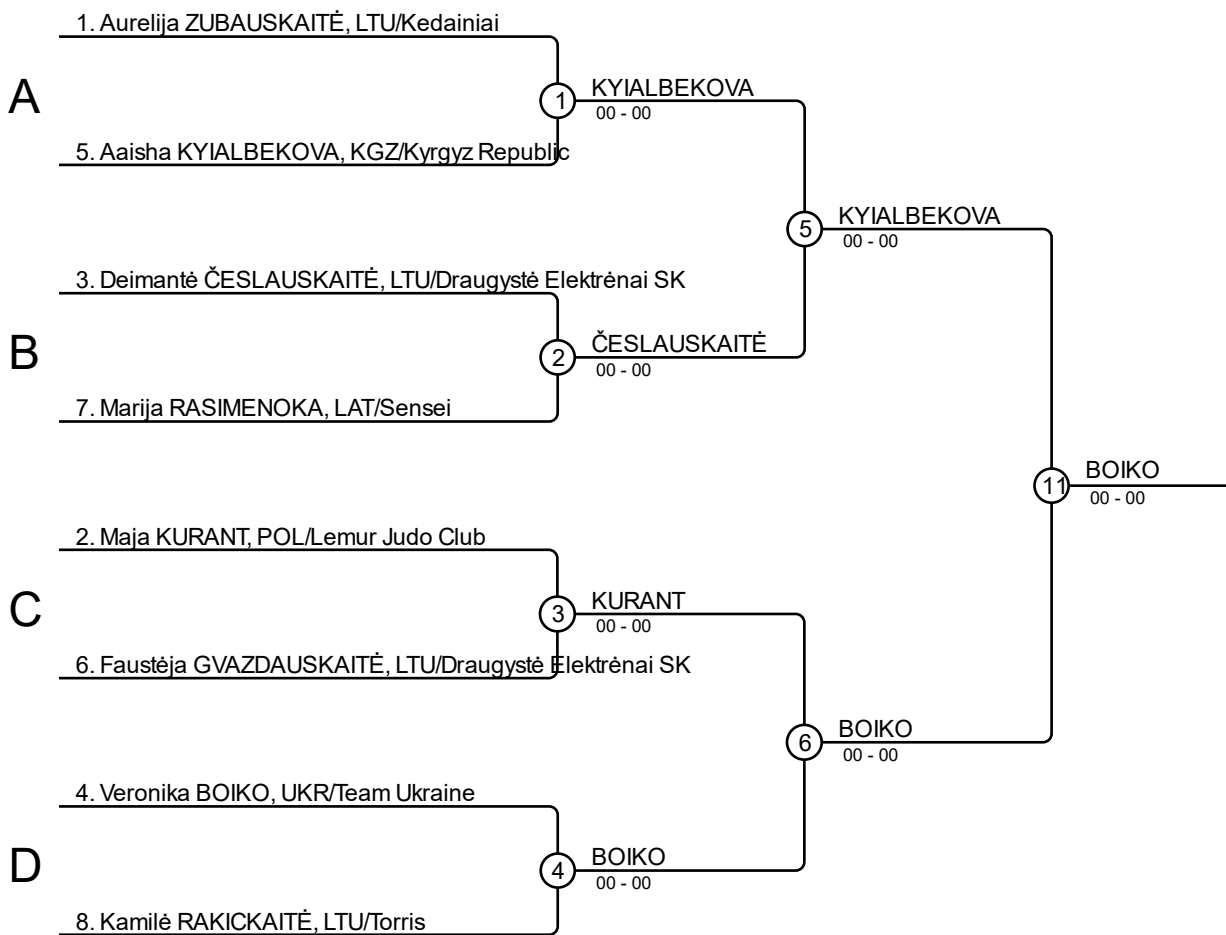 1. Aurelija ZUBAUSKAITĖ, LTU/Kedainiai
A
1
KYIALBEKOVA
00 - 00
5. Aaisha KYIALBEKOVA, KGZ/Kyrgyz Republic
5
KYIALBEKOVA
00 - 00
3. Deimantė ČESLAUSKAITĖ, LTU/Draugystė Elektrėnai SK
B
2
ČESLAUSKAITĖ
00 - 00
7. Marija RASIMENOKA, LAT/Sensei
11
BOIKO
00 - 00
2. Maja KURANT, POL/Lemur Judo Club
C
3
KURANT
00 - 00
6. Faustėja GVAZDAUSKAITĖ, LTU/Draugystė Elektrėnai SK
6
BOIKO
00 - 00
4. Veronika BOIKO, UKR/Team Ukraine
D
4
BOIKO
00 - 00
8. Kamilė RAKICKAITĖ, LTU/Torris